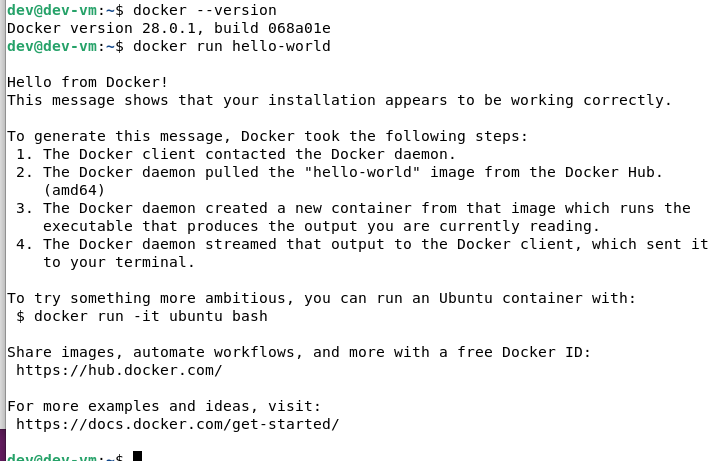 dev@dev-vm:~$ docker --version
Docker version 28.0.1, build 068a01e
dev@dev-vm:~$ docker run hello-world

Hello from Docker!
This message shows that your installation appears to be working correctly.

To generate this message, Docker took the following steps:
 1. The Docker client contacted the Docker daemon.
 2. The Docker daemon pulled the "hello-world" image from the Docker Hub.
    (amd64)
 3. The Docker daemon created a new container from that image which runs the
    executable that produces the output you are currently reading.
 4. The Docker daemon streamed that output to the Docker client, which sent it
    to your terminal.

To try something more ambitious, you can run an Ubuntu container with:
 $ docker run -it ubuntu bash

Share images, automate workflows, and more with a free Docker ID:
 https://hub.docker.com/

For more examples and ideas, visit:
 https://docs.docker.com/get-started/

dev@dev-vm:~$